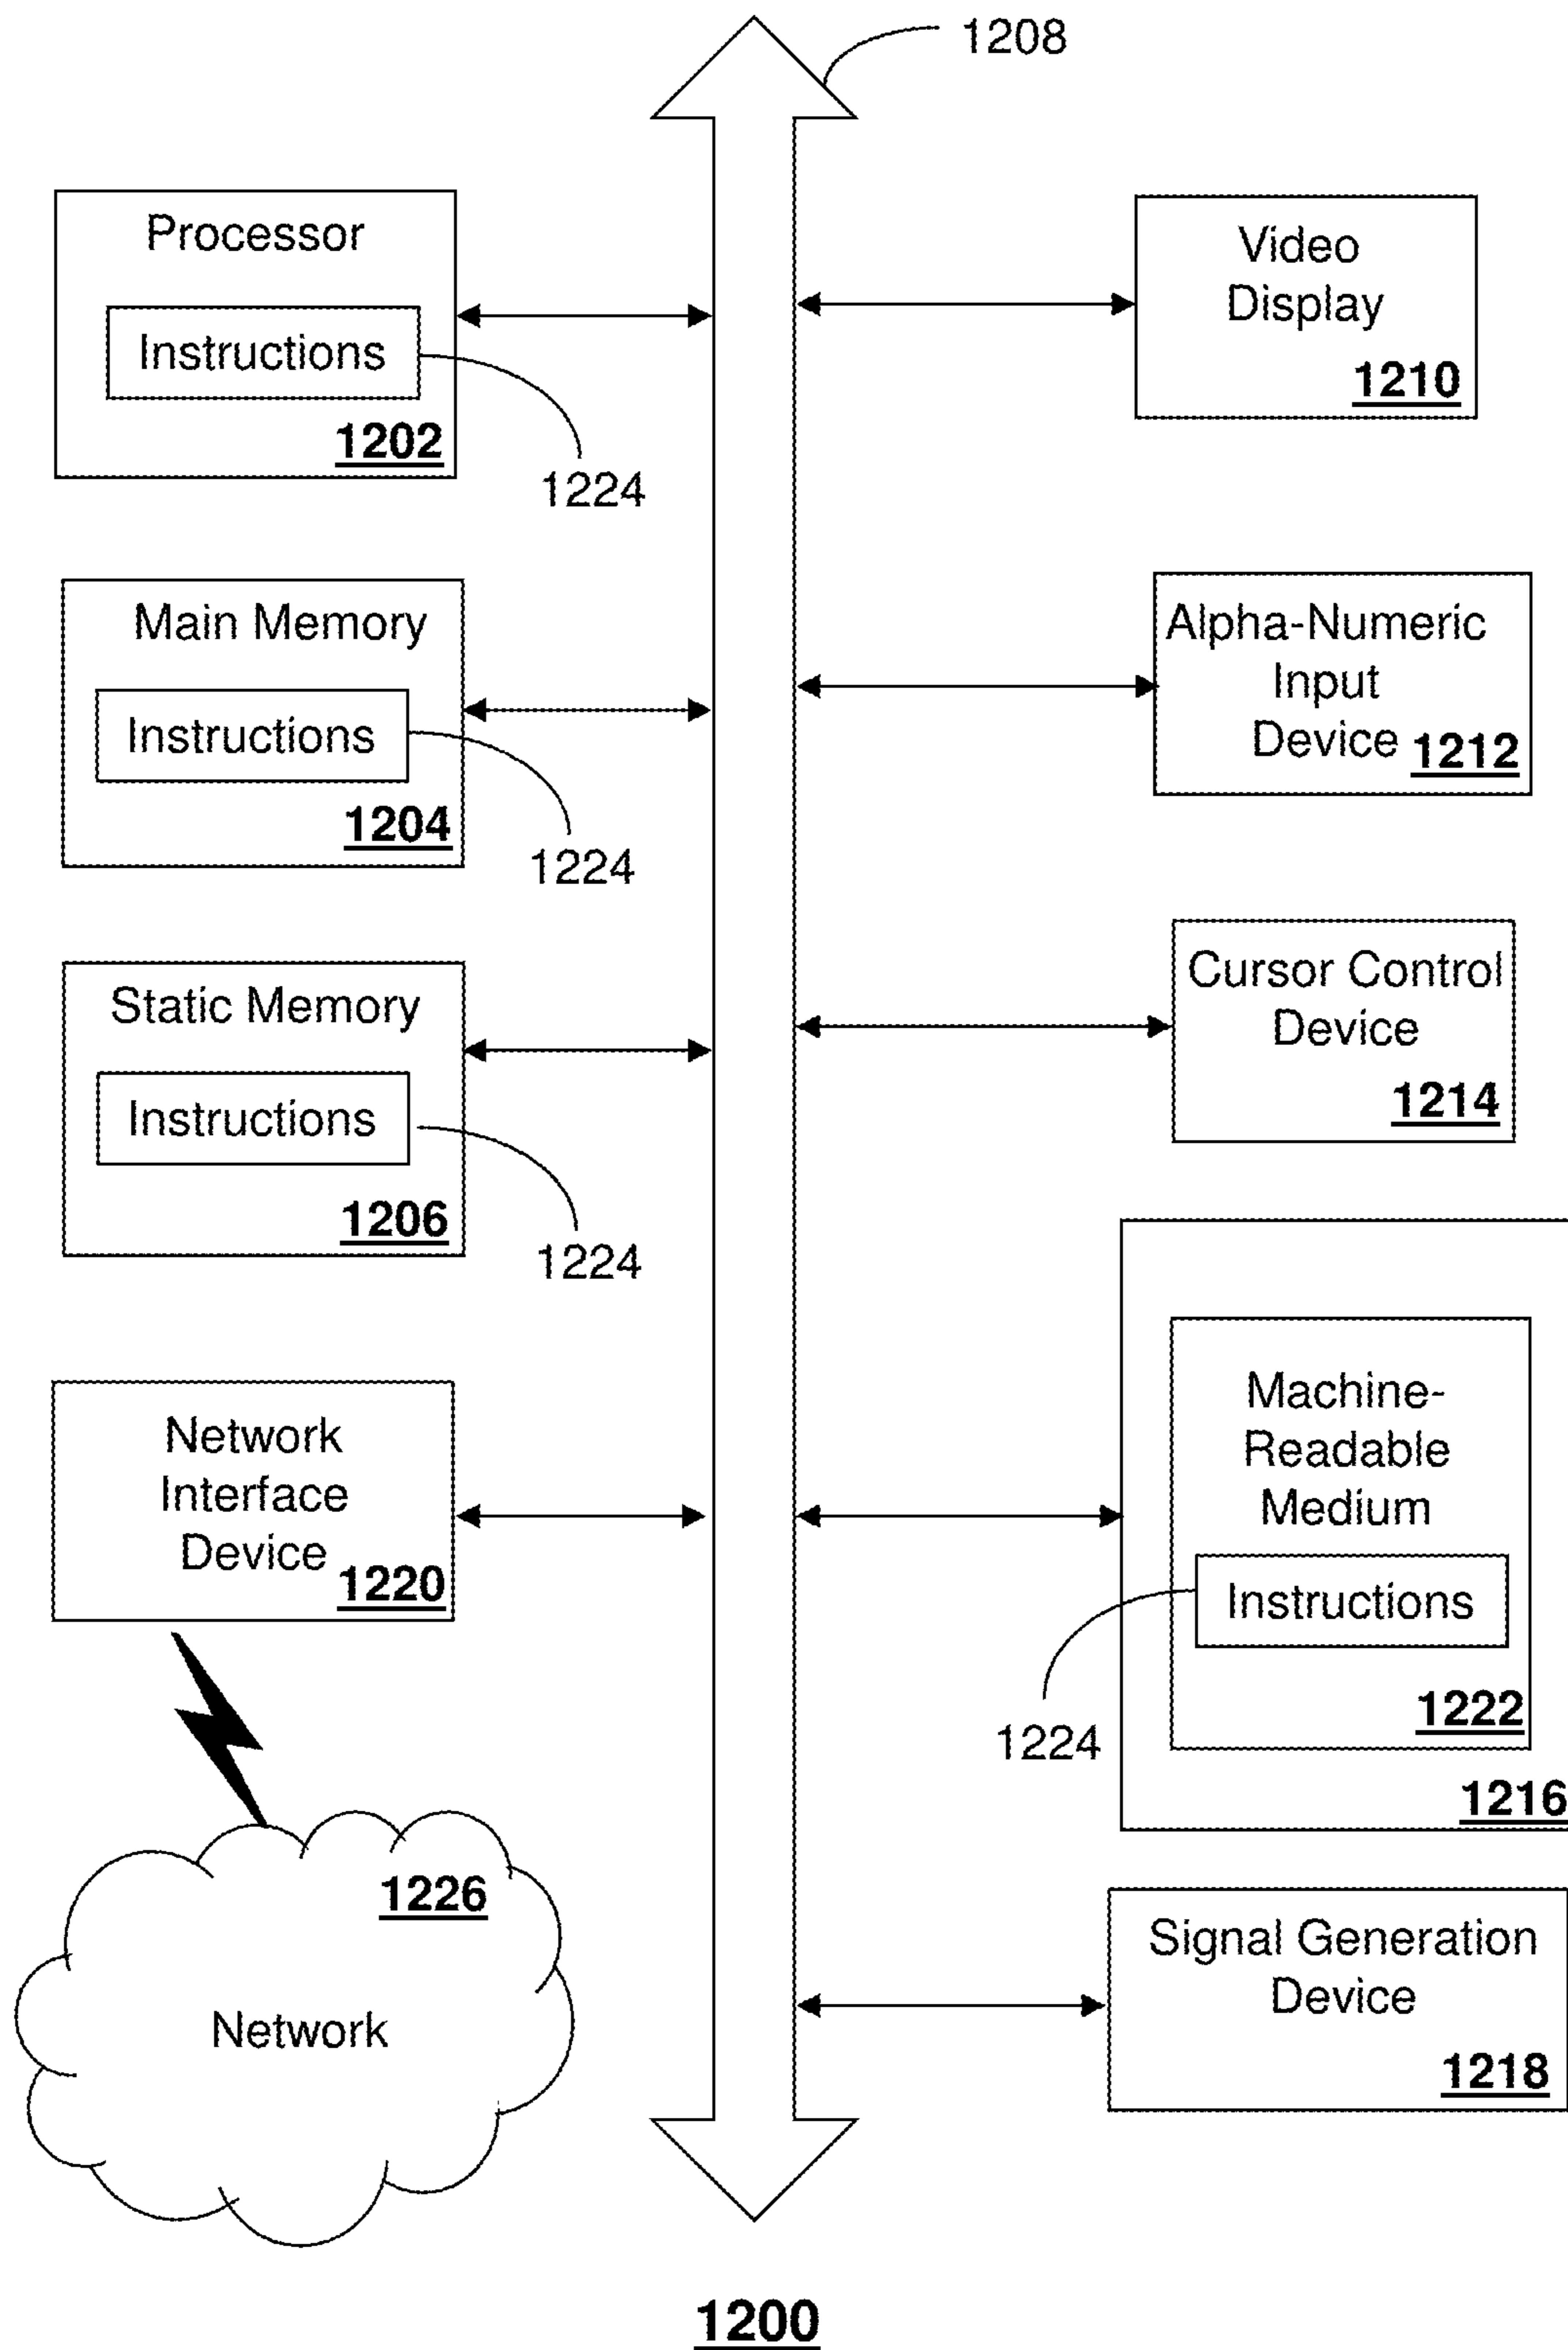 1208
Processor
Instructions
1202
1224
Main Memory
Instructions
1204
1224
Static Memory
Instructions
1206
1224
Network
Interface
Device
1220
1226
Network
Video
Display
1210
Alpha-Numeric
Input
Device 1212
Cursor Control
Device
1214
Machine-
Readable
Medium
Instructions
1222
1224
1216
Signal Generation
Device
1218
1200